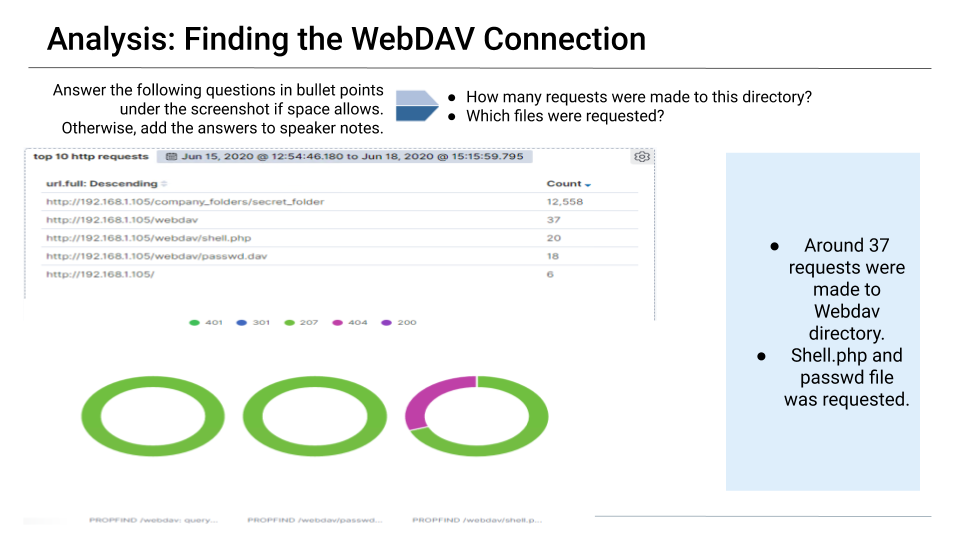 Analysis: Finding the WebDAV Connection
Answer the following questions in bullet points
under the screenshot if space allows.
Otherwise, add the answers to speaker notes.
● How many requests were made to this directory?
● Which files were requested?
top 10 http requests Jun 15, 2020 @ 12:54:46.180 to Jun 18, 2020 @ 15:15:59.795
url.full: Descending Count
http://192.168.1.105/company_folders/secret_folder 12,558
http://192.168.1.105/webdav 37
http://192.168.1.105/webdav/shell.php 20
http://192.168.1.105/webdav/passwd.dav 18
http://192.168.1.105/ 6
401 301 207 404 200
PROPFIND /webdav: query... PROPFIND /webdav/passwd... PROPFIND /webdav/shell.p...
● Around 37
requests were
made to
Webdav
directory.
● Shell.php and
passwd file
was requested.